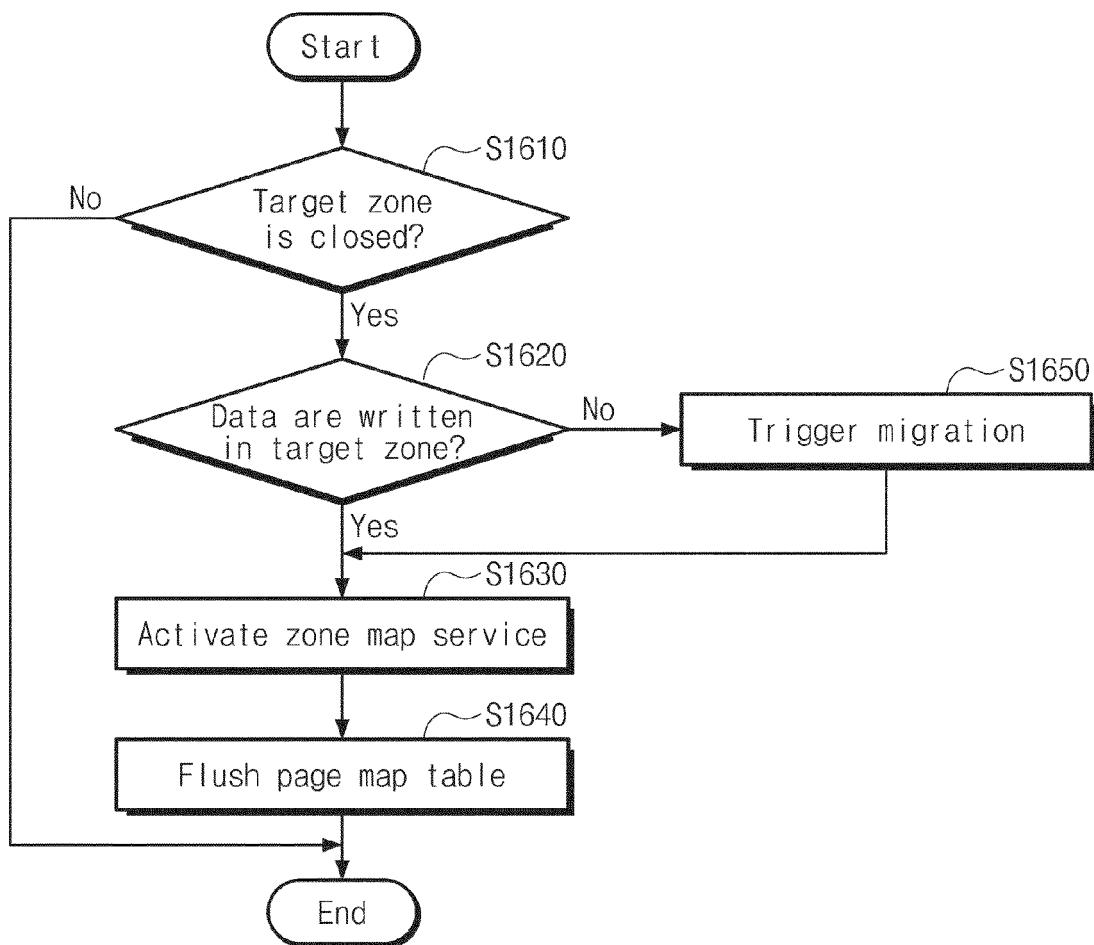 Start
S1610
No
Target zone
is closed?
Yes
S1620
S1650
Data are written
in target zone?
No
Trigger migration
Yes
S1630
Activate zone map service
S1640
Flush page map table
End